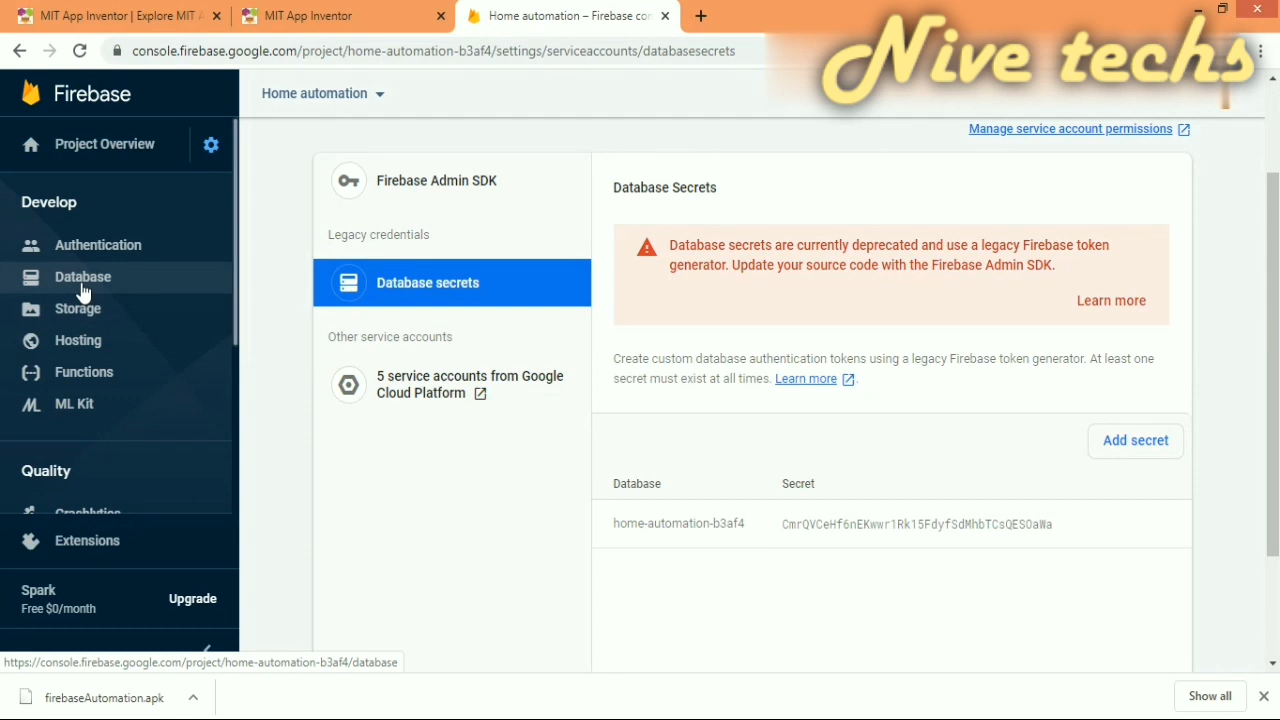 MIT App Inventor | Explore MIT A
MIT App Inventor
Home automation – Firebase con
console.firebase.google.com/project/home-automation-b3af4/settings/serviceaccounts/databasesecrets
Nive techs
Firebase
Home automation
Project Overview
Manage service account permissions
Develop
Authentication
Database
Storage
Hosting
Functions
ML Kit
Quality
Crashlytics
Extensions
Spark
Free $0/month
Upgrade
Firebase Admin SDK
Legacy credentials
Database secrets
Other service accounts
5 service accounts from Google
Cloud Platform
Database Secrets
Database secrets are currently deprecated and use a legacy Firebase token
generator. Update your source code with the Firebase Admin SDK.
Learn more
Create custom database authentication tokens using a legacy Firebase token generator. At least one
secret must exist at all times. Learn more .
Add secret
Database Secret
home-automation-b3af4 CmrQVCeHf6nEKwwr1Rk15FdyfSdMhbTCsQESOaWa
https://console.firebase.google.com/project/home-automation-b3af4/database
firebaseAutomation.apk
Show all